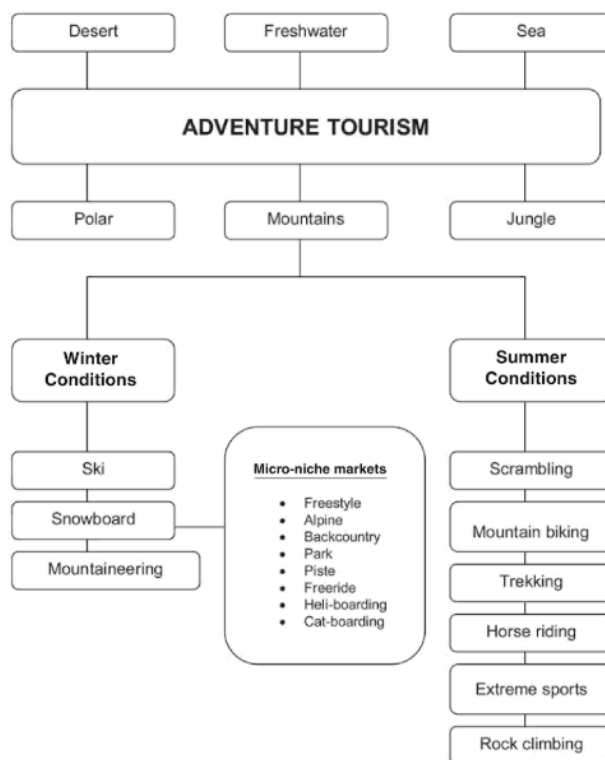 Desert
Freshwater
Sea
ADVENTURE TOURISM
Polar
Mountains
Jungle
Winter
Conditions
Ski
Snowboard
Mountaineering
Micro-niche markets
• Freestyle
• Alpine
• Backcountry
• Park
• Piste
• Freeride
• Heli-boarding
• Cat-boarding
Summer
Conditions
Scrambling
Mountain biking
Trekking
Horse riding
Extreme sports
Rock climbing